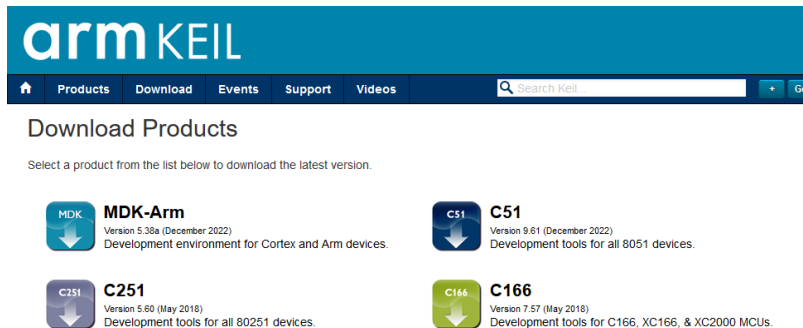 arm KEIL
Products Download Events Support Videos Search Keil... +
Download Products
Select a product from the list below to download the latest version.
MDK
MDK-Arm
Version 5.38a (December 2022)
Development environment for Cortex and Arm devices.
C51
C51
Version 9.61 (December 2022)
Development tools for all 8051 devices.
C251
C251
Version 5.60 (May 2018)
Development tools for all 80251 devices.
C166
C166
Version 7.57 (May 2018)
Development tools for C166, XC166, & XC2000 MCUs.